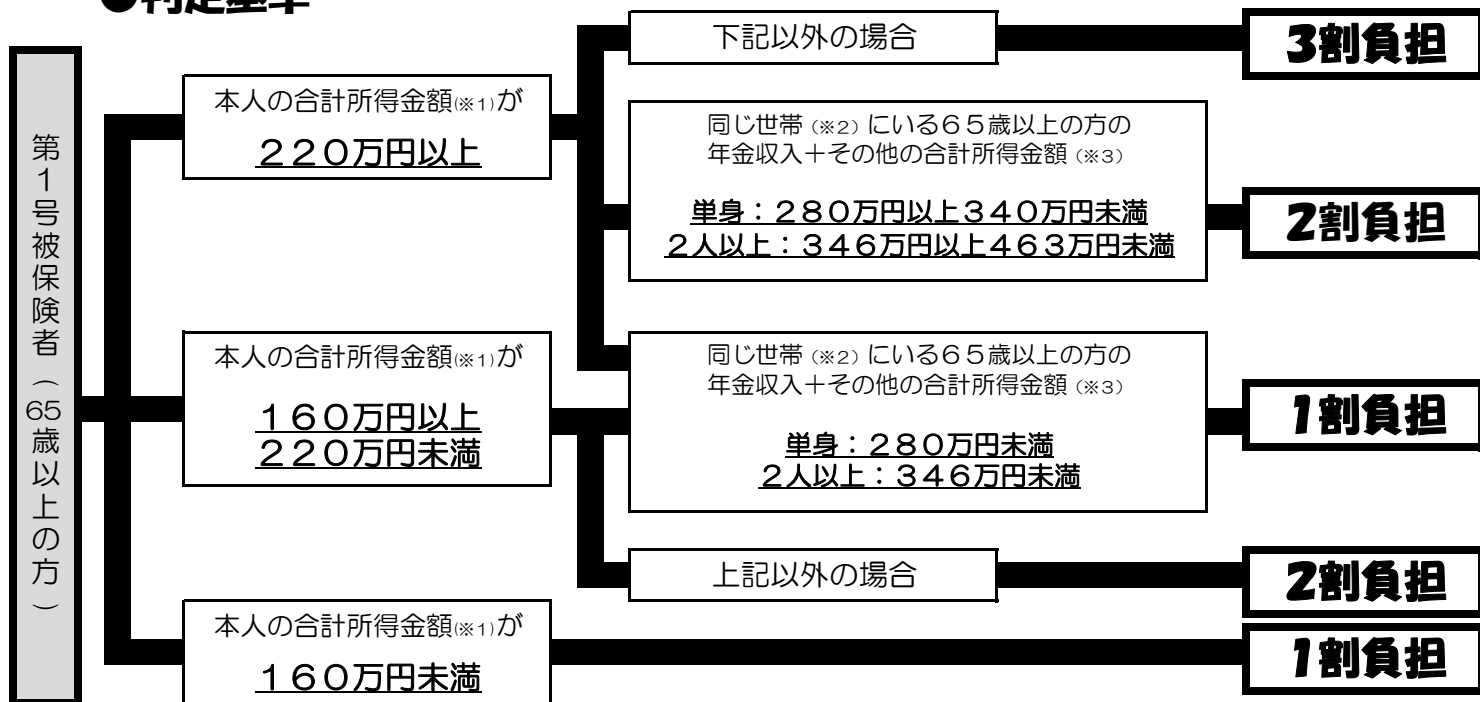 ●判定基準
第1号被保険者(65歳以上の方)
本人の合計所得金額(※1)が
220万円以上
下記以外の場合
3割負担
同じ世帯(※2)にいる65歳以上の方の
年金収入+その他の合計所得金額(※3)
単身:280万円以上340万円未満
2人以上:346万円以上463万円未満
2割負担
本人の合計所得金額(※1)が
160万円以上
220万円未満
同じ世帯(※2)にいる65歳以上の方の
年金収入+その他の合計所得金額(※3)
単身:280万円未満
2人以上:346万円未満
1割負担
上記以外の場合
2割負担
本人の合計所得金額(※1)が
160万円未満
1割負担